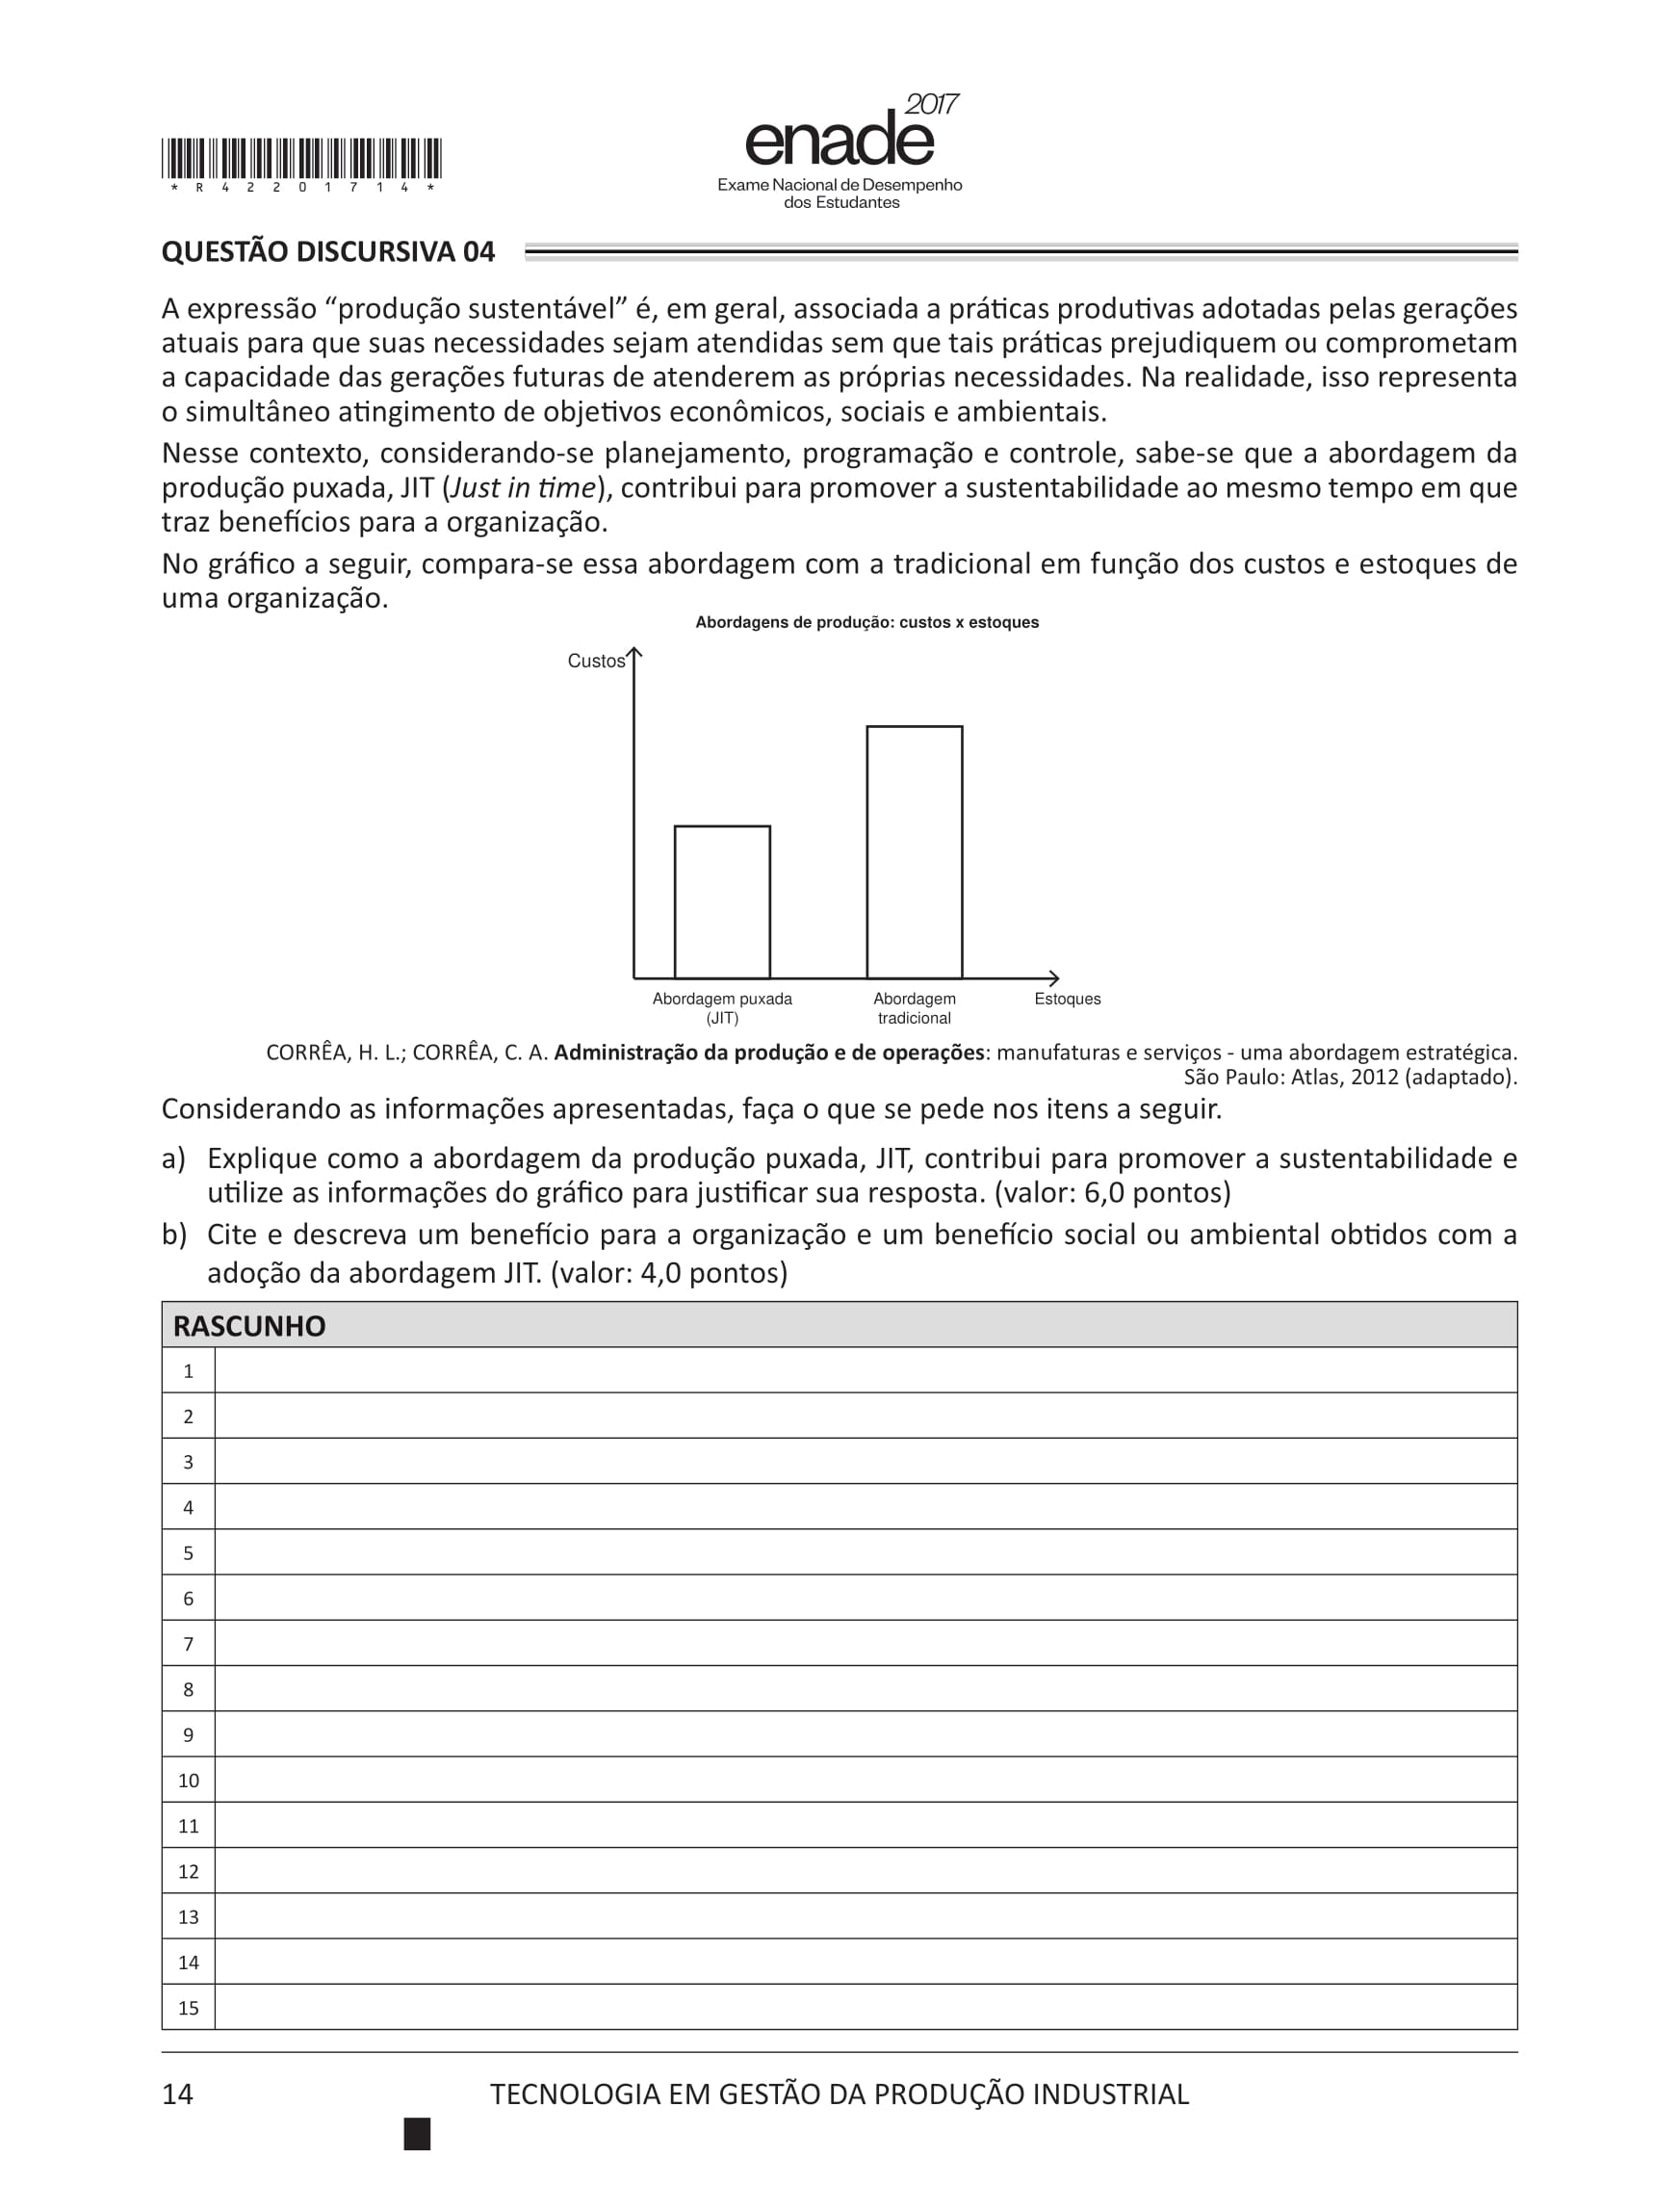 2017
enade
Exame Nacional de Desempenho
dos Estudantes
* R 4 2 2 0 1 7 1 4 *
QUESTÃO DISCURSIVA 04
A expressão “produção sustentável” é, em geral, associada a práticas produtivas adotadas pelas gerações
atuais para que suas necessidades sejam atendidas sem que tais práticas prejudiquem ou comprometam
a capacidade das gerações futuras de atenderem as próprias necessidades. Na realidade, isso representa
o simultâneo atingimento de objetivos econômicos, sociais e ambientais.
Nesse contexto, considerando-se planejamento, programação e controle, sabe-se que a abordagem da
produção puxada, JIT (Just in time), contribui para promover a sustentabilidade ao mesmo tempo em que
traz benefícios para a organização.
No gráfico a seguir, compara-se essa abordagem com a tradicional em função dos custos e estoques de
uma organização.
Abordagens de produção: custos x estoques
Custos
Abordagem puxada
(JIT)
Abordagem
tradicional
Estoques
CORRÊA, H. L.; CORRÊA, C. A. Administração da produção e de operações: manufaturas e serviços - uma abordagem estratégica.
São Paulo: Atlas, 2012 (adaptado).
Considerando as informações apresentadas, faça o que se pede nos itens a seguir.
a) Explique como a abordagem da produção puxada, JIT, contribui para promover a sustentabilidade e
utilize as informações do gráfico para justificar sua resposta. (valor: 6,0 pontos)
b) Cite e descreva um benefício para a organização e um benefício social ou ambiental obtidos com a
adoção da abordagem JIT. (valor: 4,0 pontos)
RASCUNHO
1
2
3
4
5
6
7
8
9
10
11
12
13
14
15
14
TECNOLOGIA EM GESTÃO DA PRODUÇÃO INDUSTRIAL